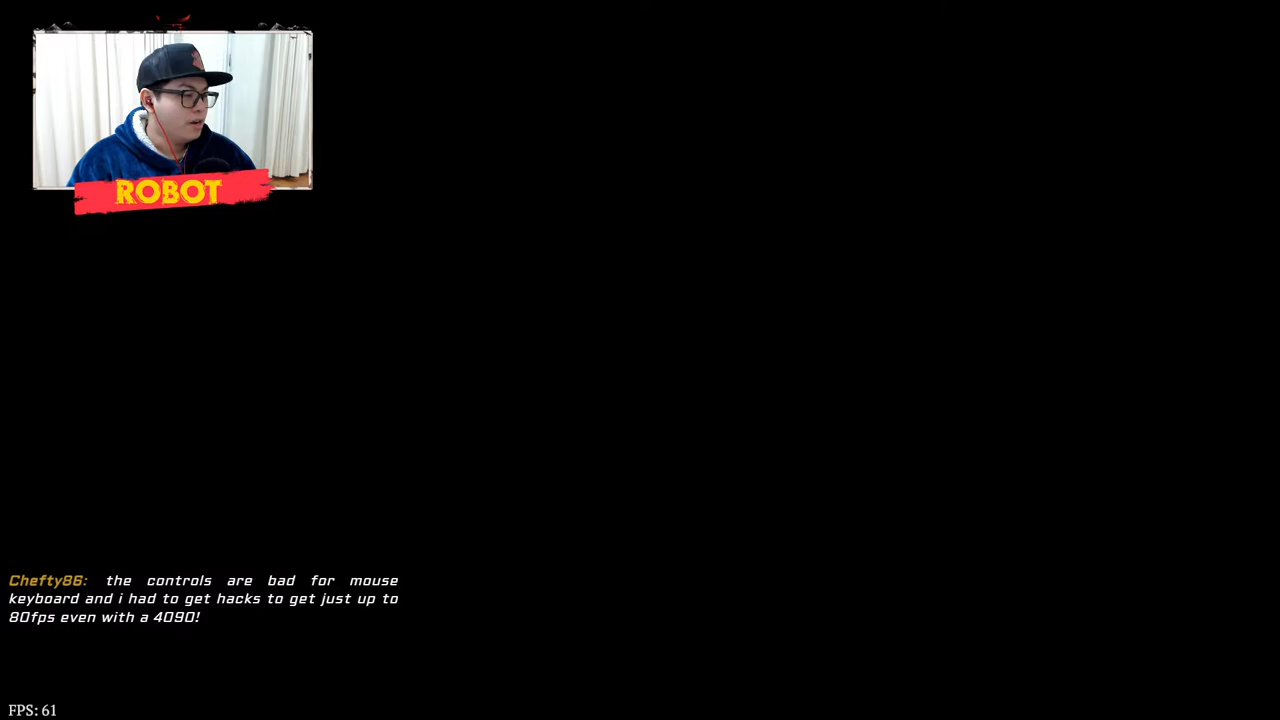 ROBOT
Chefty86: the controls are bad for mouse
keyboard and i had to get hacks to get just up to
80fps even with a 4090!
FPS: 61